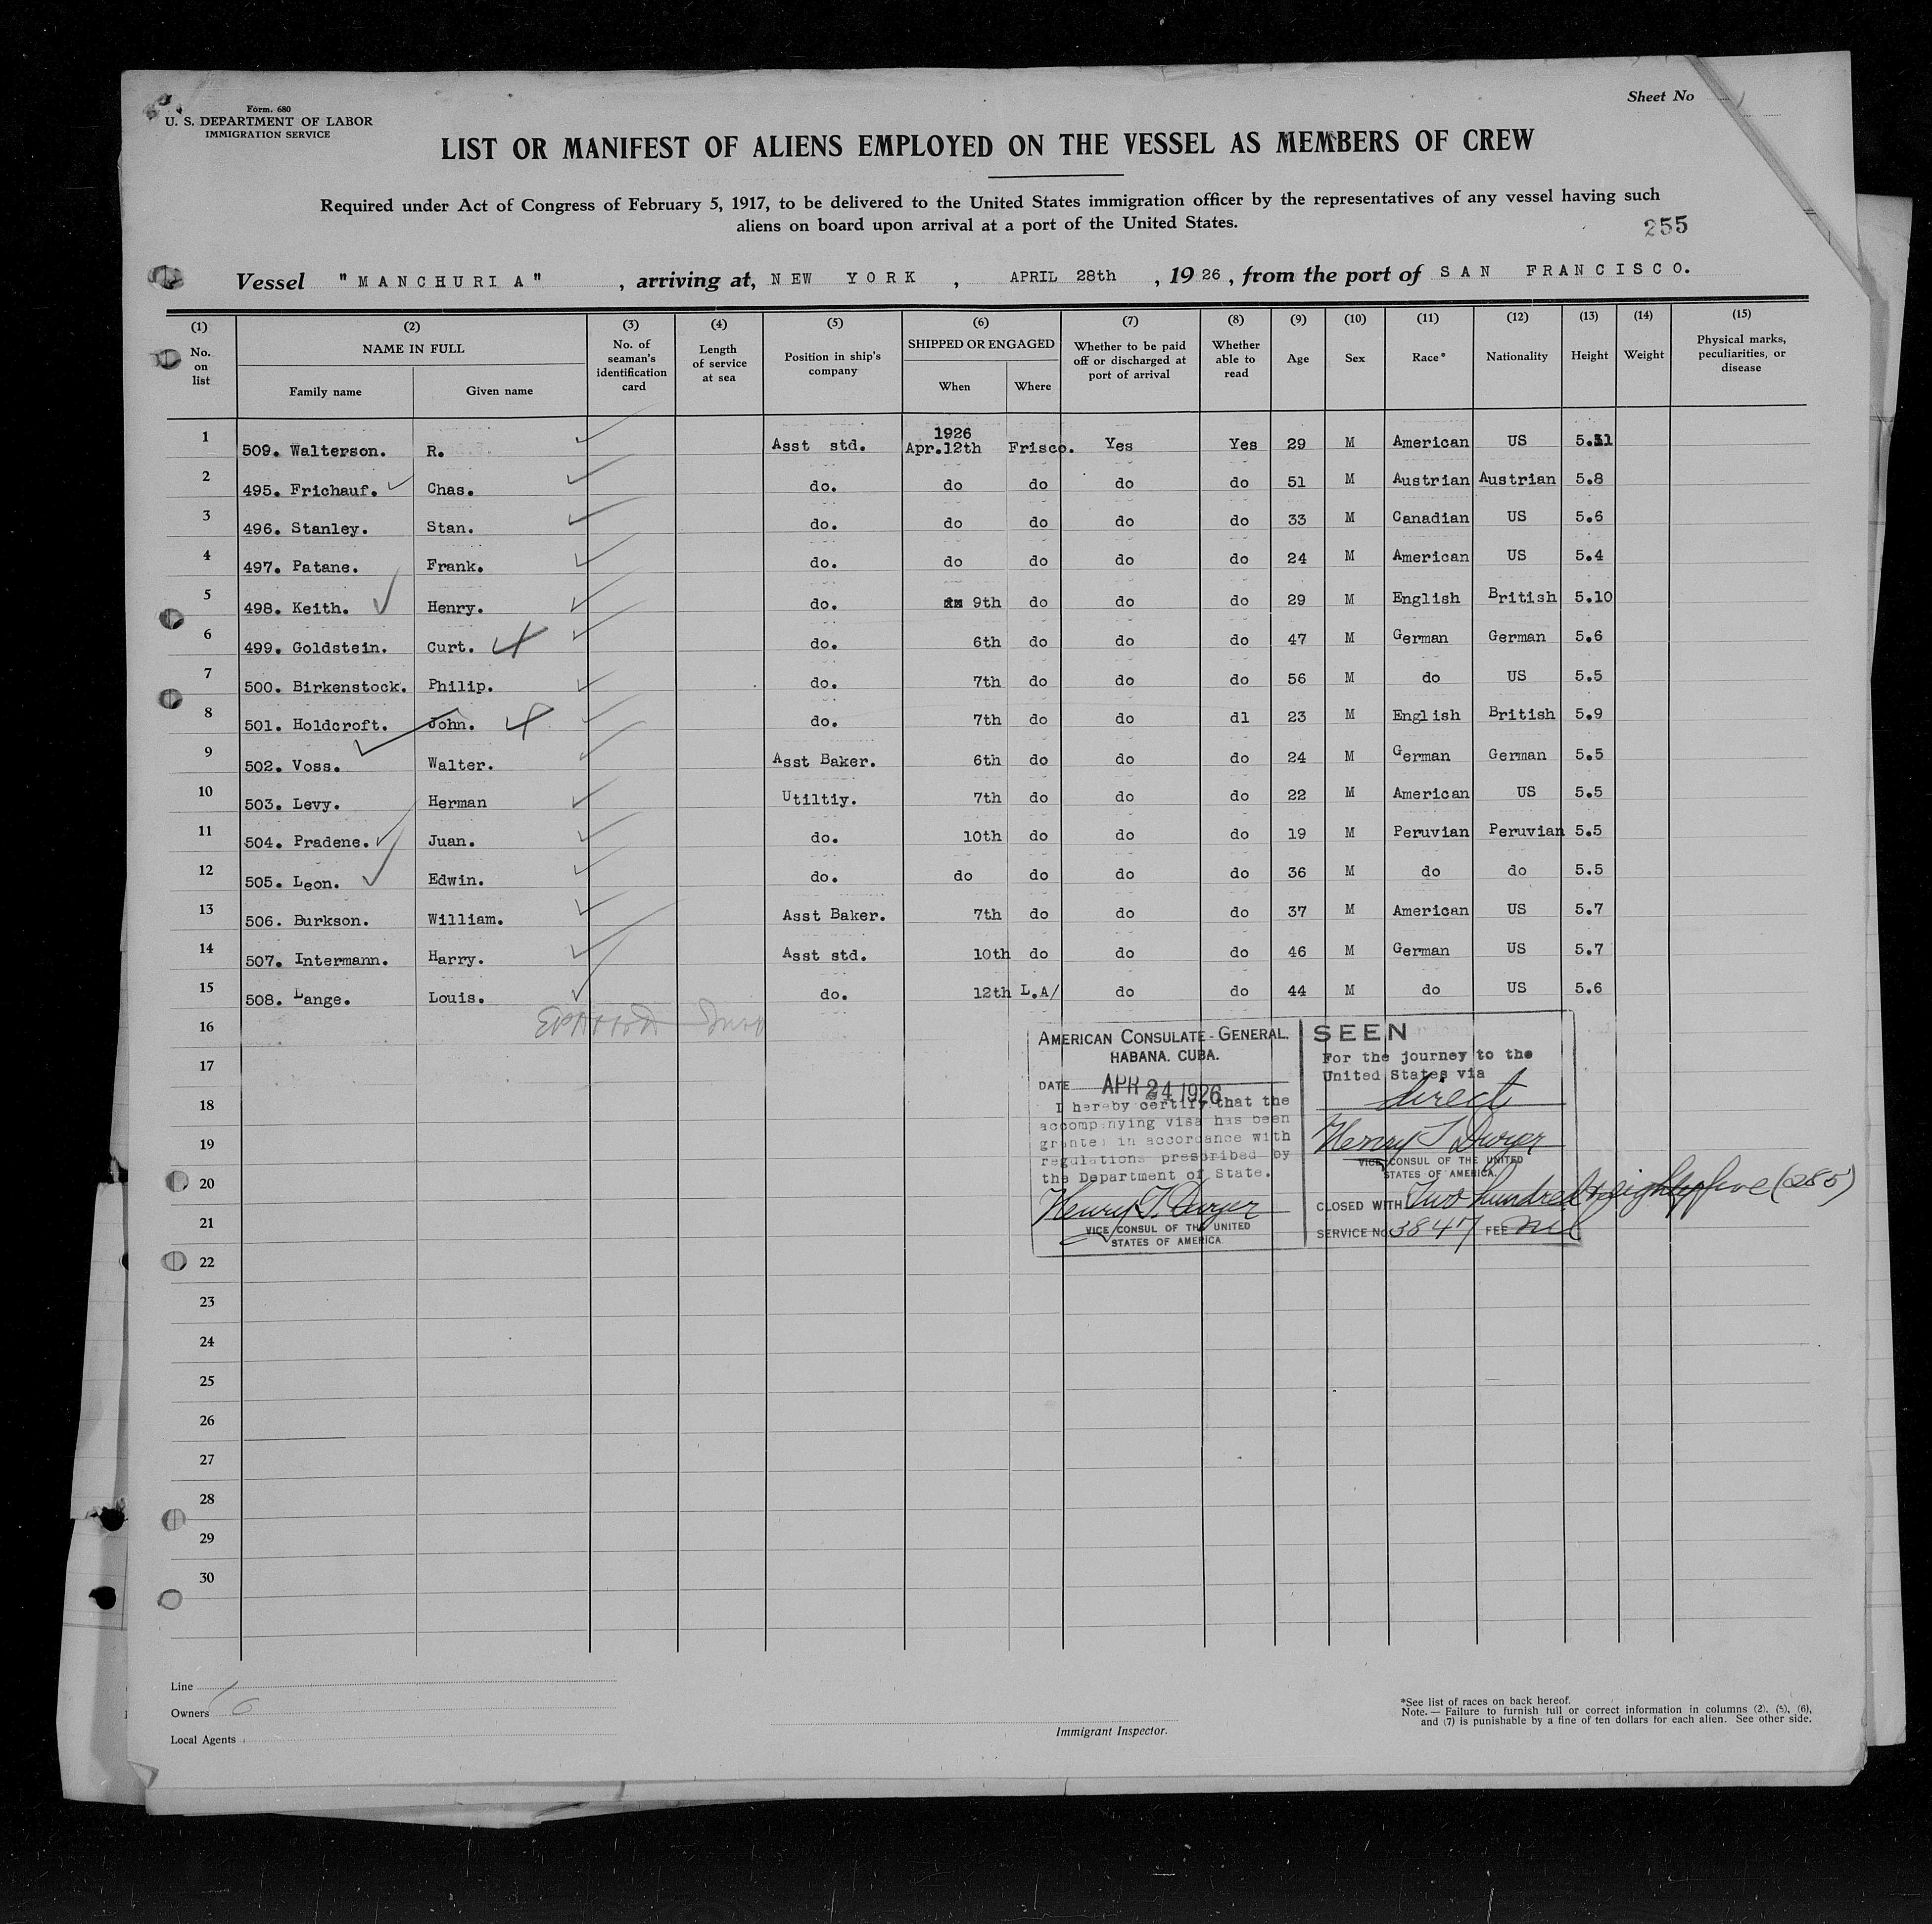 Form. 680
U. S. DEPARTMENT OF LABOR
IMMIGRATION SERVICE
Sheet No
LIST OR MANIFEST OF ALIENS EMPLOYED ON THE VESSEL AS MEMBERS OF CREW
Required under Act of Congress of February 5, 1917, to be delivered to the United States immigration officer by the representatives of any vessel having such
aliens on board upon arrival at a port of the United States.
255
Vessel "MANCHURIA", arriving at, NEW YORK, APRIL 28th, 1926, from the port of SAN FRANCISCO.
(1) (2) (3) (4) (5) (6) (7) (8) (9) (10) (11) (12) (13) (14) (15)
No. on list NAME IN FULL Family name Given name No. of seaman's identification card Length of service at sea Position in ship's company SHIPPED OR ENGAGED When Where Whether to be paid off or discharged at port of arrival Whether able to read Age Sex Race* Nationality Height Weight Physical marks, peculiarities, or disease
1926
1 509. Walterson. R. Asst std. Apr.12th Frisco. Yes Yes 29 M American US
2 495. Frichauf. Chas. do. do do do do 51 M Austrian Austrian 5.8
3 496. Stanley. Stan. do. do do do do 33 M Canadian US 5.6
4 497. Patane. Frank. do. do do do do 24 M American US 5.4
5 498. Keith. Henry. do. 9th do do do 29 M English British 5.10
6 499. Goldstein. Curt. do. 6th do do do 47 M German German 5.6
7 500. Birkenstock. Philip. do. 7th do do do 56 M do US 5.5
8 501. Holdcroft. John. do. 7th do do dl 23 M English British 5.9
9 502. Voss. Walter. Asst Baker. 6th do do do 24 M German German 5.5
10 503. Levy. Herman Utiltiy. 7th do do do 22 M American US 5.5
11 504. Pradene. Juan. do. 10th do do do 19 M Peruvian Peruvian 5.5
12 505. Leon. Edwin. do. do do do do 36 M do do 5.5
13 506. Burkson. William. Asst Baker. 7th do do do 37 M American US 5.7
14 507. Intermann. Harry. Asst std. 10th do do do 46 M German US 5.7
15 508. Lange. Louis. do. 12th L.A/ do do 44 M do US 5.6
16
17
18
19
20
21
22
23
24
25
26
27
28
29
30
AMERICAN CONSULATE-GENERAL.
HABANA. CUBA.
DATE APR 24 1926
I hereby certify that the
accompanying visa has been
granted in accordance with
regulations prescribed by
the Department of State.
Henry T. Dwyer
VICE CONSUL OF THE UNITED
STATES OF AMERICA
SEEN
For the journey to the
United States via
direct
Henry T Dwyer
VICE CONSUL OF THE UNITED
STATES OF AMERICA.
CLOSED WITH Two hundred & eighty five (285)
SERVICE NO. 3847 FEE nil
Line
Owners
Local Agents
Immigrant Inspector.
*See list of races on back hereof.
Note. — Failure to furnish full or correct information in columns (2), (5), (6),
and (7) is punishable by a fine of ten dollars for each alien. See other side.